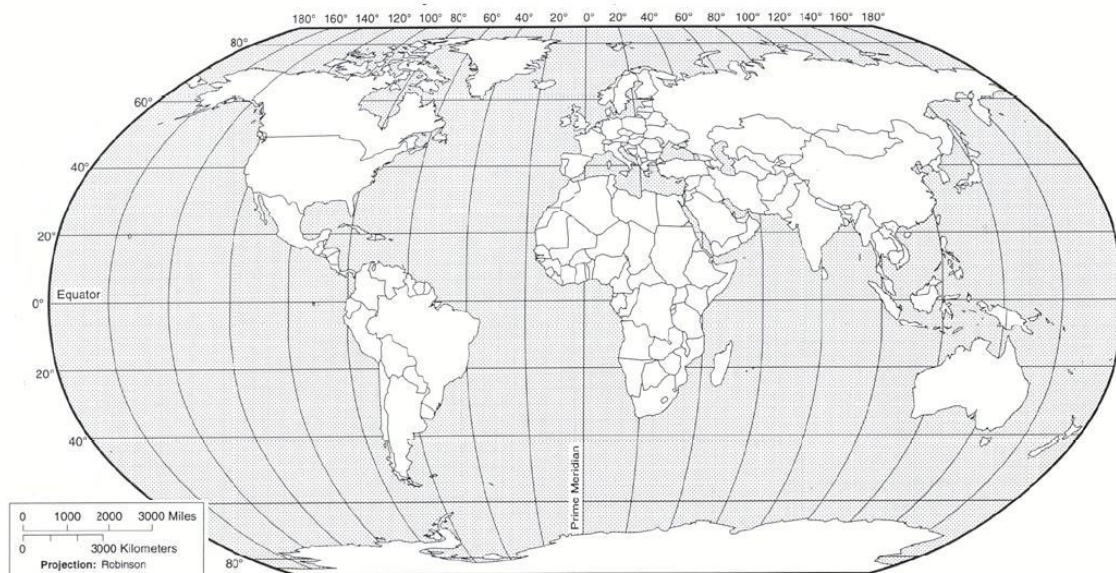 180° 160° 140° 120° 100° 80° 60° 40° 20° 0° 20° 40° 60° 80° 100° 120° 140° 160° 180°
80°
60°
40°
20°
Equator
0°
20°
40°
Prime Meridian
0 1000 2000 3000 Miles
0 3000 Kilometers
Projection: Robinson
80°